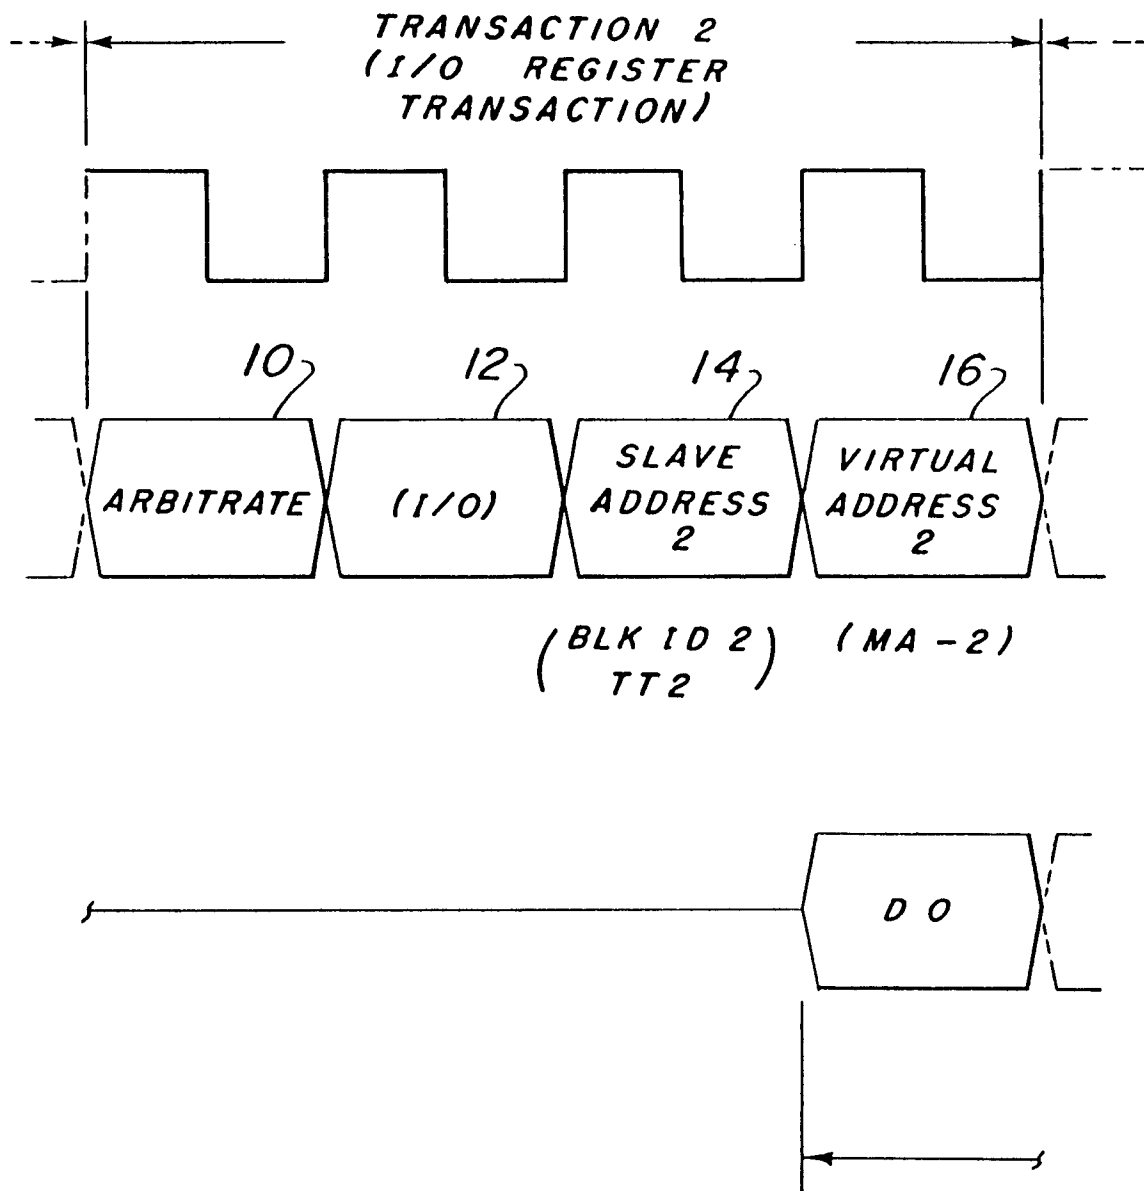 TRANSACTION 2
(I/O REGISTER
TRANSACTION)
10
12
14
16
ARBITRATE
(I/O)
SLAVE
ADDRESS
2
VIRTUAL
ADDRESS
2
(BLK ID 2
TT2)
(MA-2)
D O